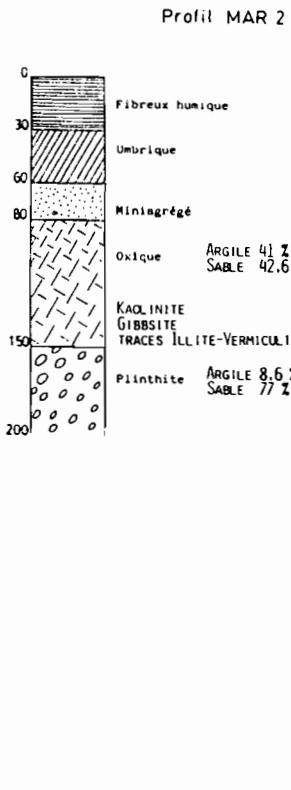 Profil MAR 2
0
Fibreux humique
30
Umbrique
60
Miniagrégé
80
Oxique ARGILE 41 %
SABLE 42.6
KAOLINITE
GIBBSITE
TRACES ILLITE-VERMICULI
150
Plinthite ARGILE 8.6 %
SABLE 77 %
200